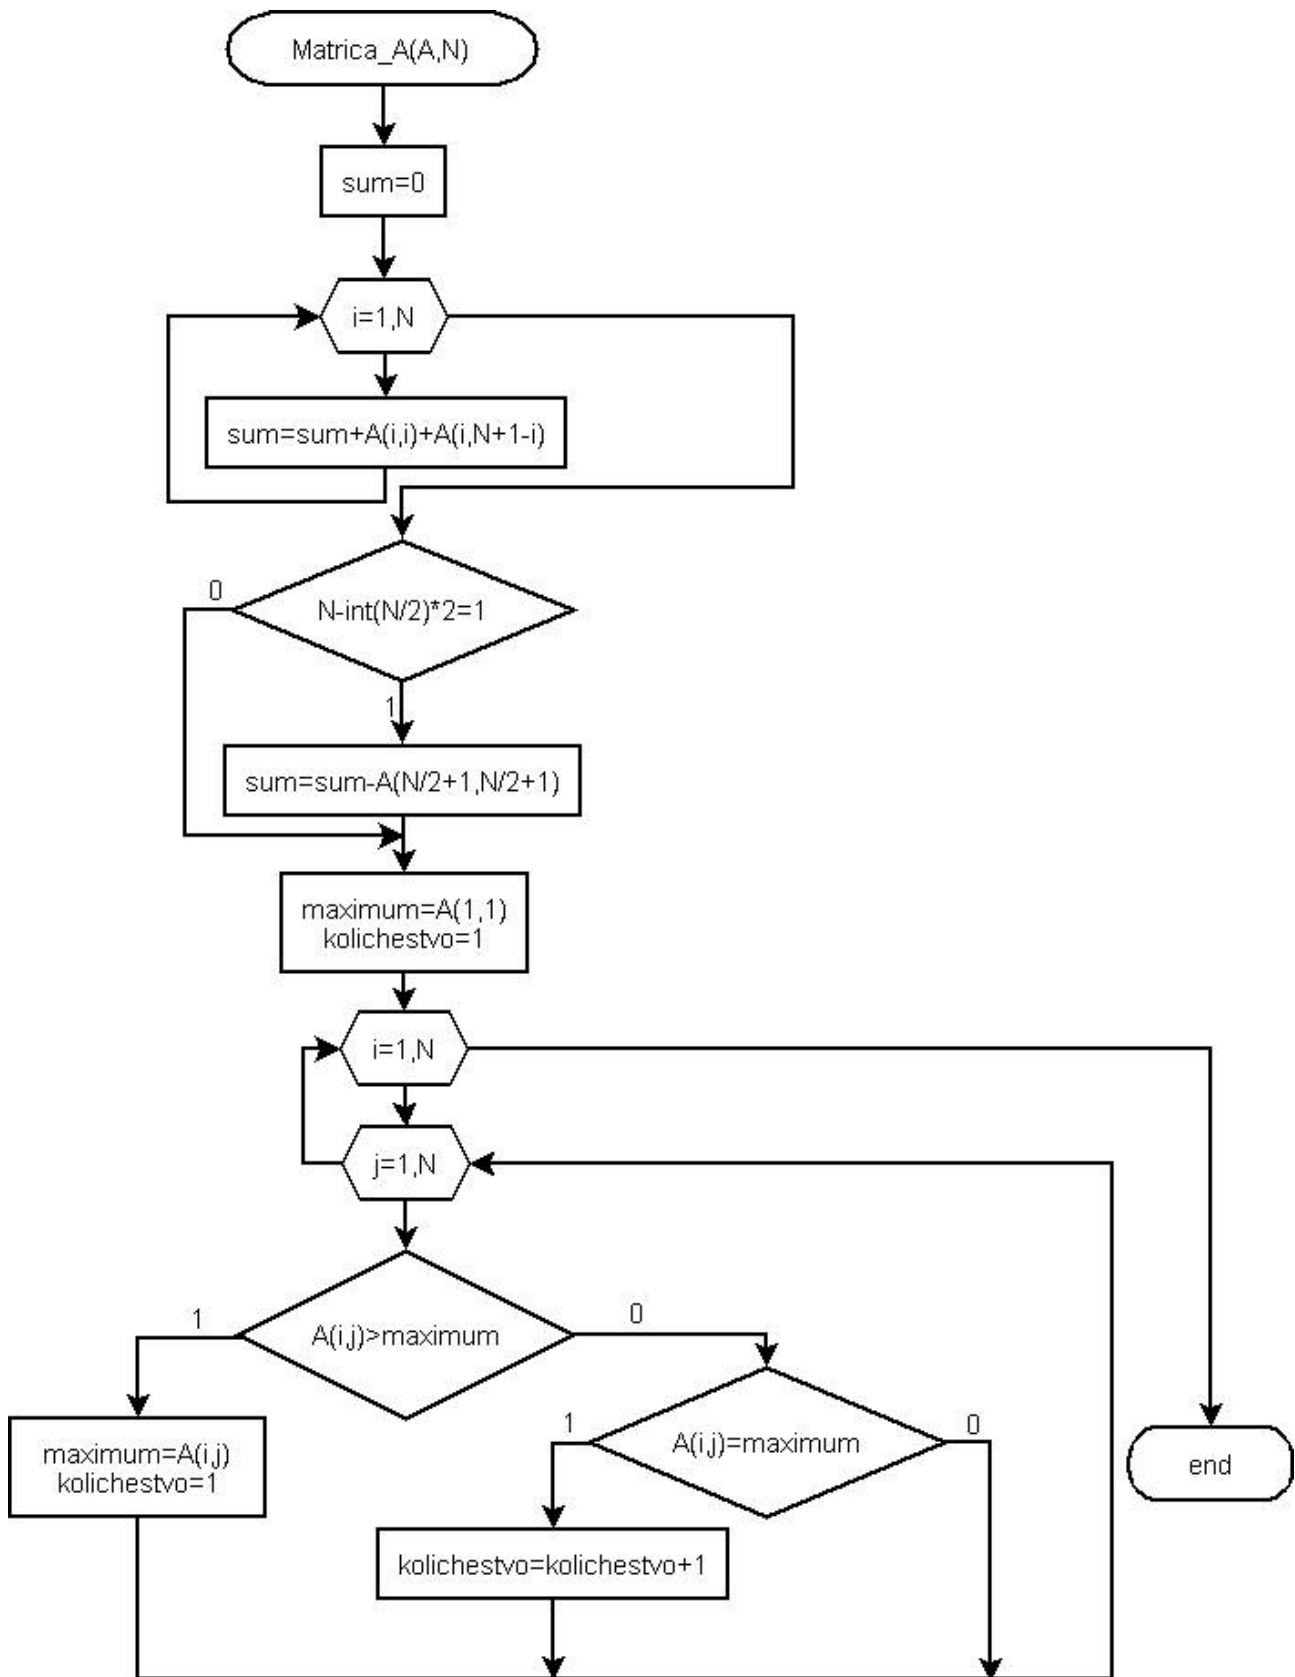 Matrica_A(A,N)
sum=0
i=1,N
sum=sum+A(i,i)+A(i,N+1-i)
0
N-int(N/2)*2=1
1
sum=sum-A(N/2+1,N/2+1)
maximum=A(1,1)
kolichestvo=1
i=1,N
j=1,N
1
0
A(i,j)>maximum
1
0
A(i,j)=maximum
maximum=A(i,j)
kolichestvo=1
end
kolichestvo=kolichestvo+1